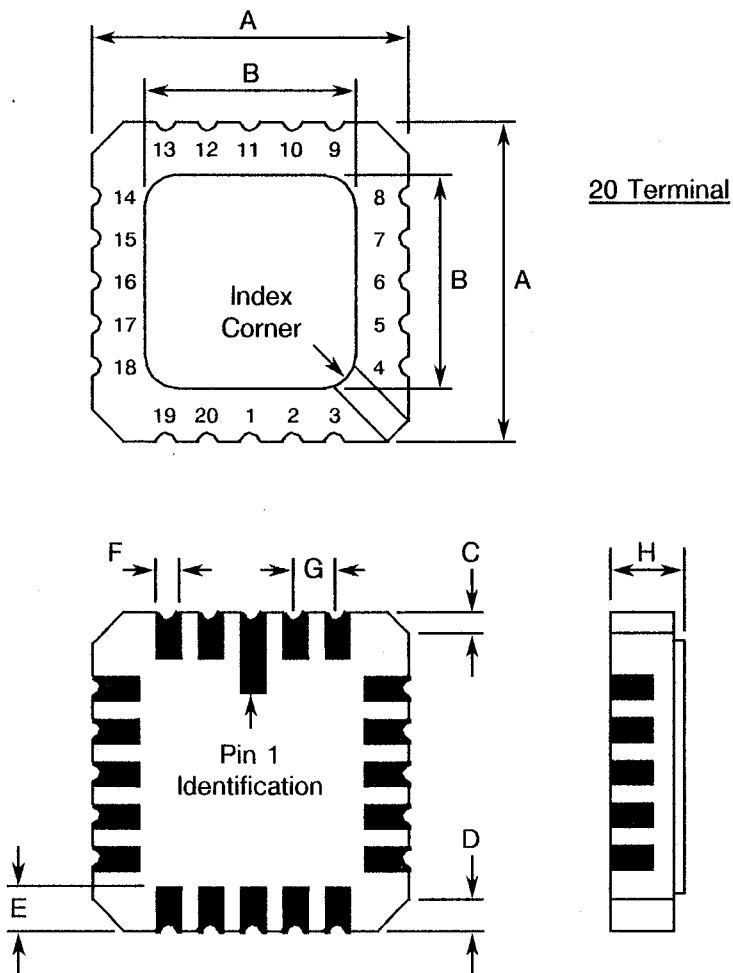 A
B
13 12 11 10 9
14 8
20 Terminal
15 7
16 6
B A
Index
Corner
17 5
18 4
19 20 1 2 3
F G C H
Pin 1
Identification
D
E